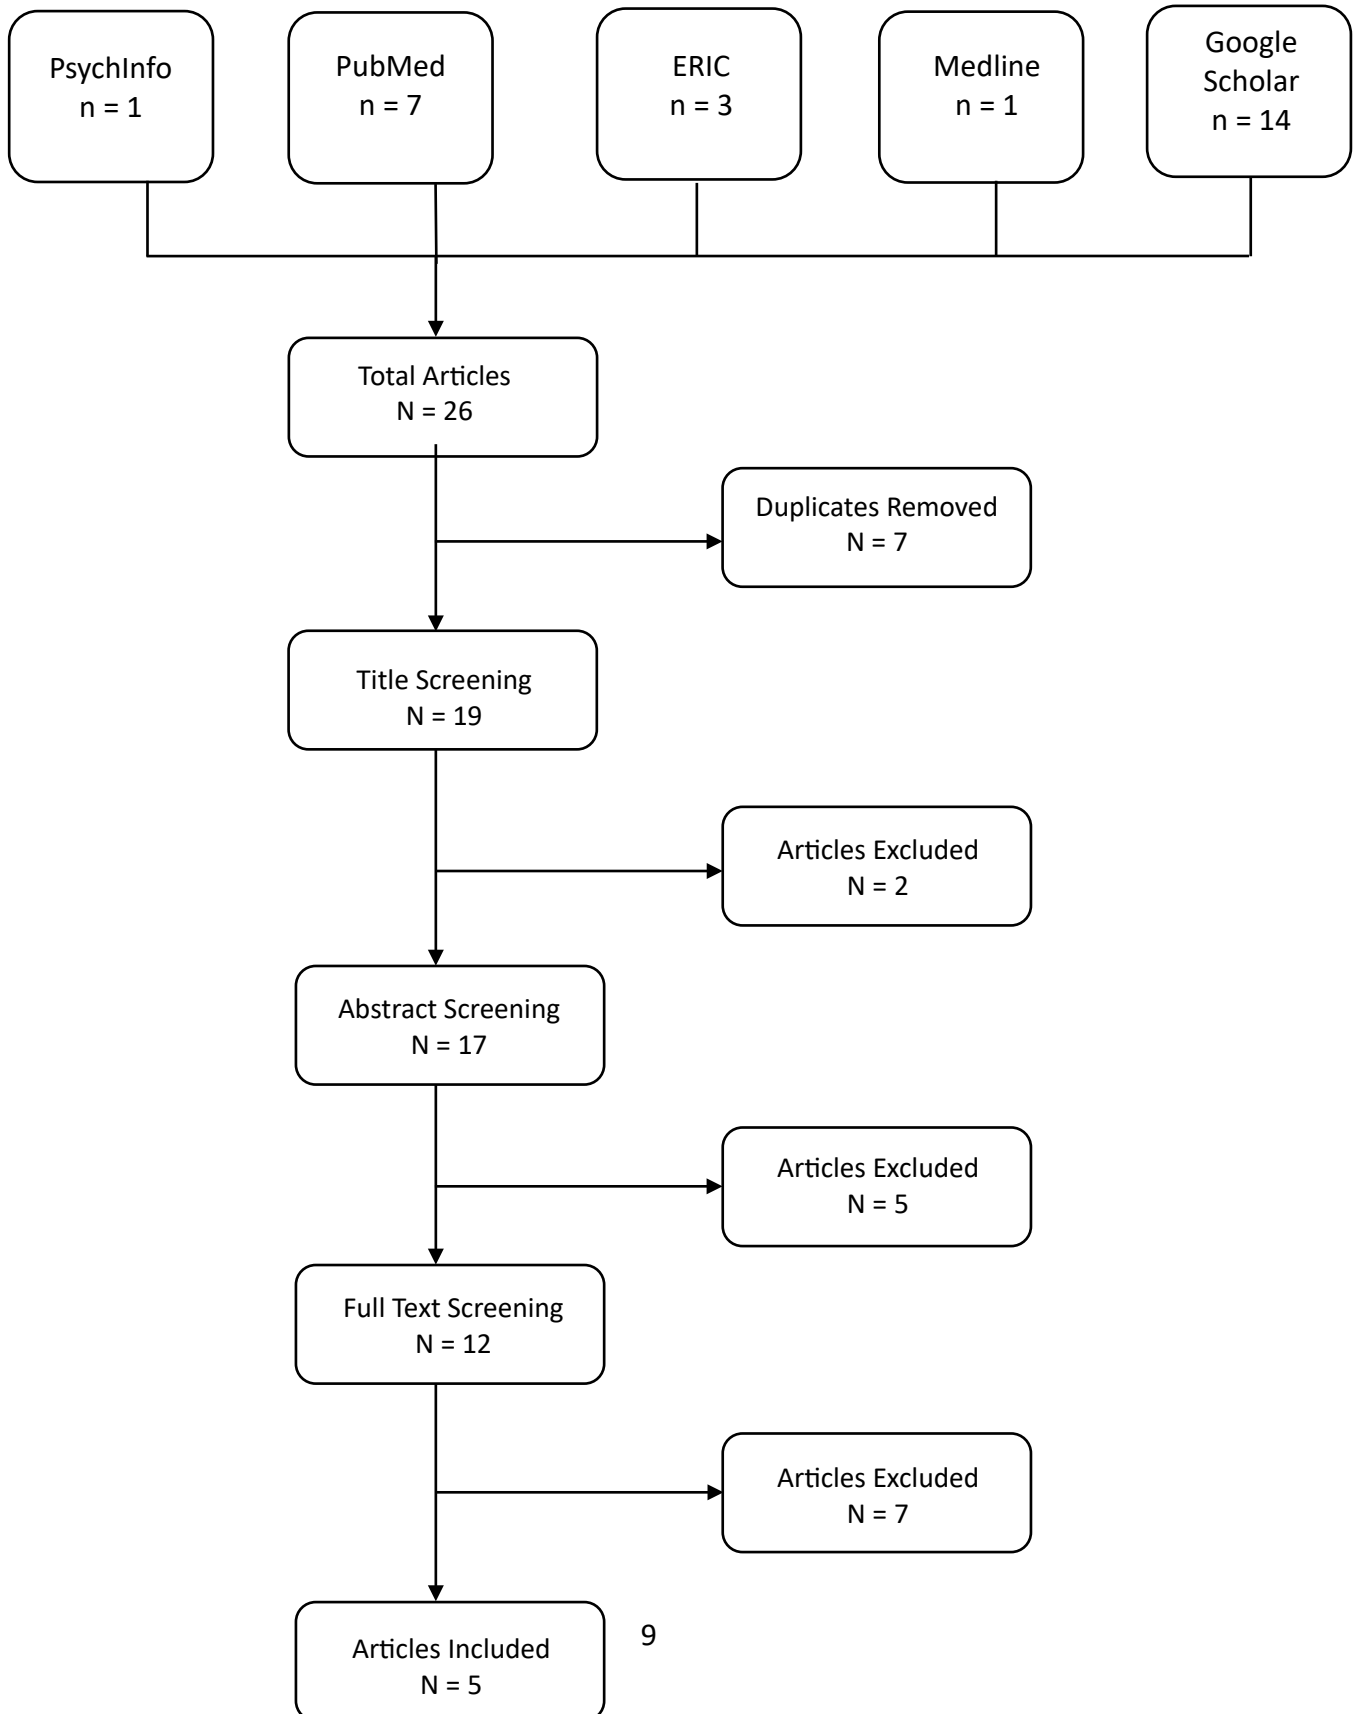 PsychInfo
n = 1
PubMed
n = 7
ERIC
n = 3
Medline
n = 1
Google
Scholar
n = 14
Total Articles
N = 26
Duplicates Removed
N = 7
Title Screening
N = 19
Articles Excluded
N = 2
Abstract Screening
N = 17
Articles Excluded
N = 5
Full Text Screening
N = 12
Articles Excluded
N = 7
Articles Included
N = 5
9